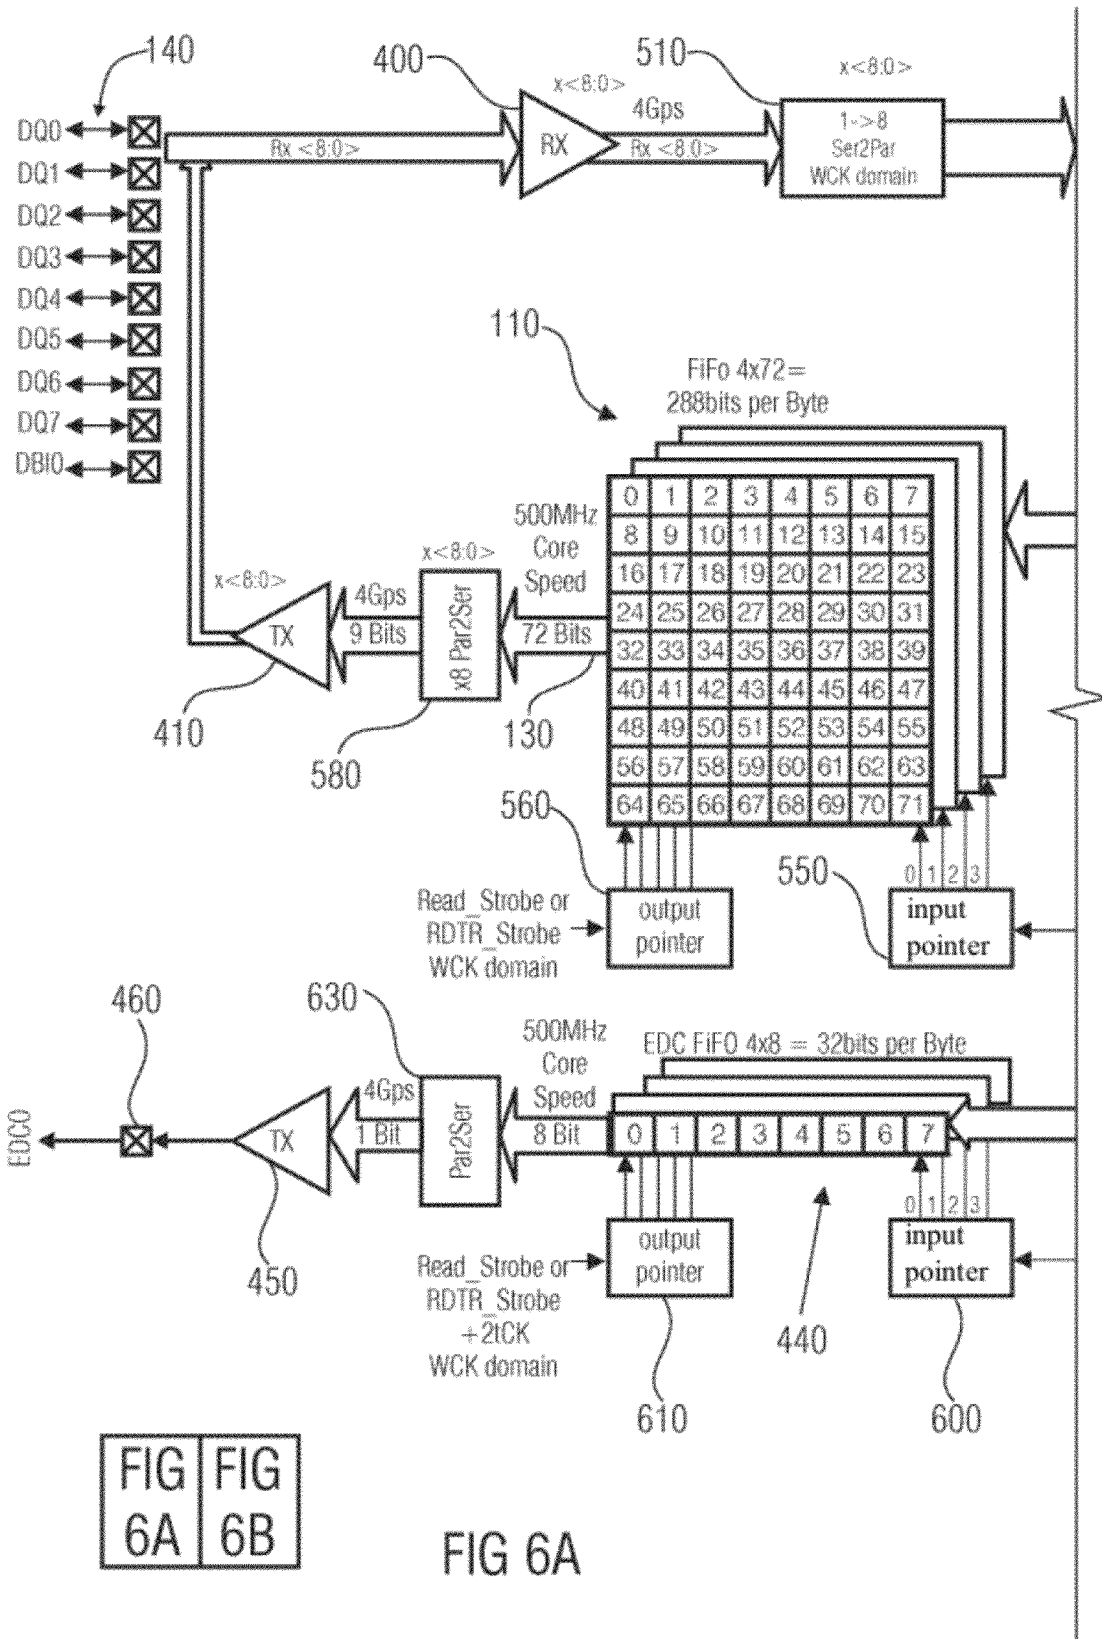 140
400
510
x<8:0>
x<8:0>
DQ0
4Gps
1->8
Rx <8:0>
RX
Rx <8:0>
Ser2Par
WCK domain
DQ1
DQ2
DQ3
DQ4
DQ5
DQ6
DQ7
DBI0
110
FiFo 4x72=
288bits per Byte
0 1 2 3 4 5 6 7
8 9 10 11 12 13 14 15
16 17 18 19 20 21 22 23
24 25 26 27 28 29 30 31
32 33 34 35 36 37 38 39
40 41 42 43 44 45 46 47
48 49 50 51 52 53 54 55
56 57 58 59 60 61 62 63
64 65 66 67 68 69 70 71
500MHz
Core
Speed
x<8:0>
x<8:0>
TX
4Gps
9 Bits
x8 Par2Ser
72 Bits
410
580
130
560
550
0 1 2 3
Read_Strobe or
RDTR_Strobe
WCK domain
output
pointer
input
pointer
460
630
500MHz
Core
Speed
EDC FiFO 4x8 = 32bits per Byte
EDC0
TX
4Gps
1 Bit
Par2Ser
8 Bit
0 1 2 3 4 5 6 7
0 1 2 3
450
Read_Strobe or
RDTR_Strobe
+2tCK
WCK domain
output
pointer
input
pointer
440
610
600
FIG
6A
FIG
6B
FIG 6A